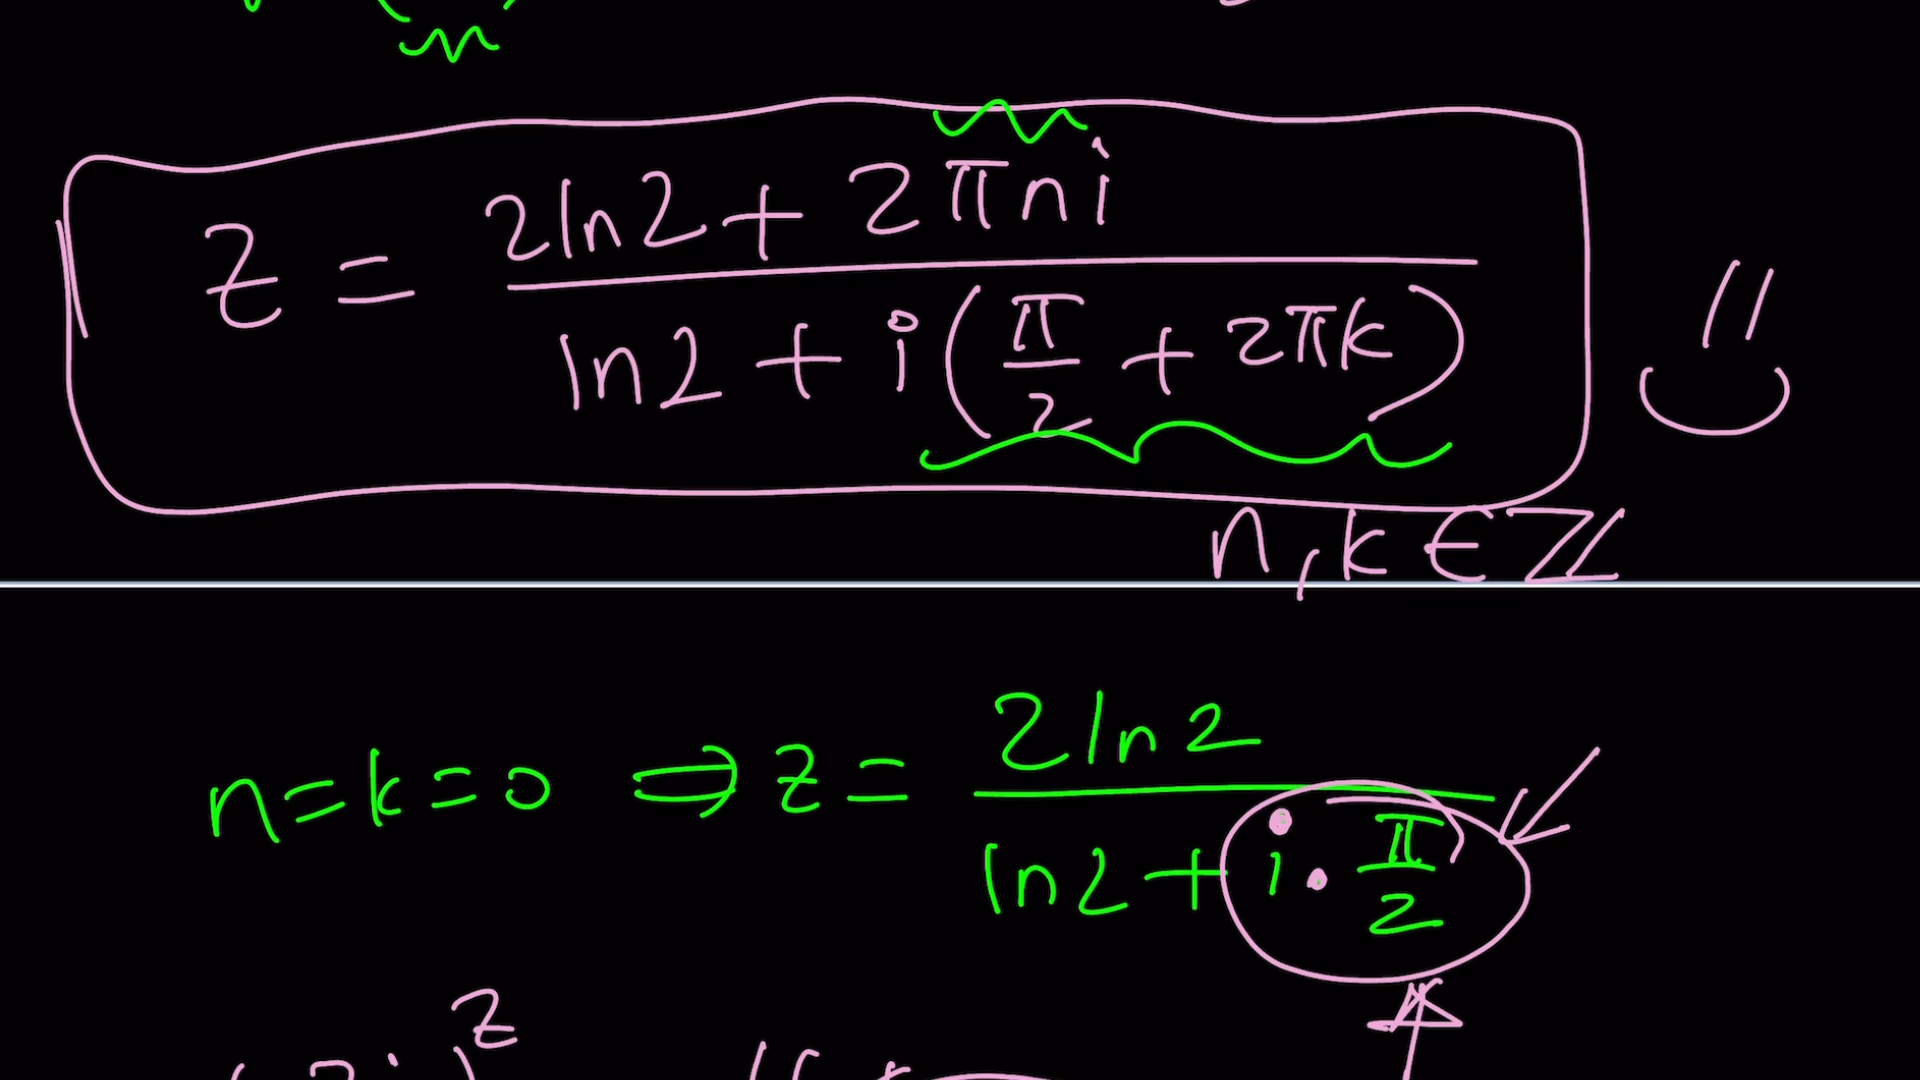 z = (2ln2 + 2πni) / (ln2 + i(π/2 + 2πk))
n, k ∈ ℤ
n = k = 0 ⇒ z = 2ln2 / (ln2 + i · π/2)
z